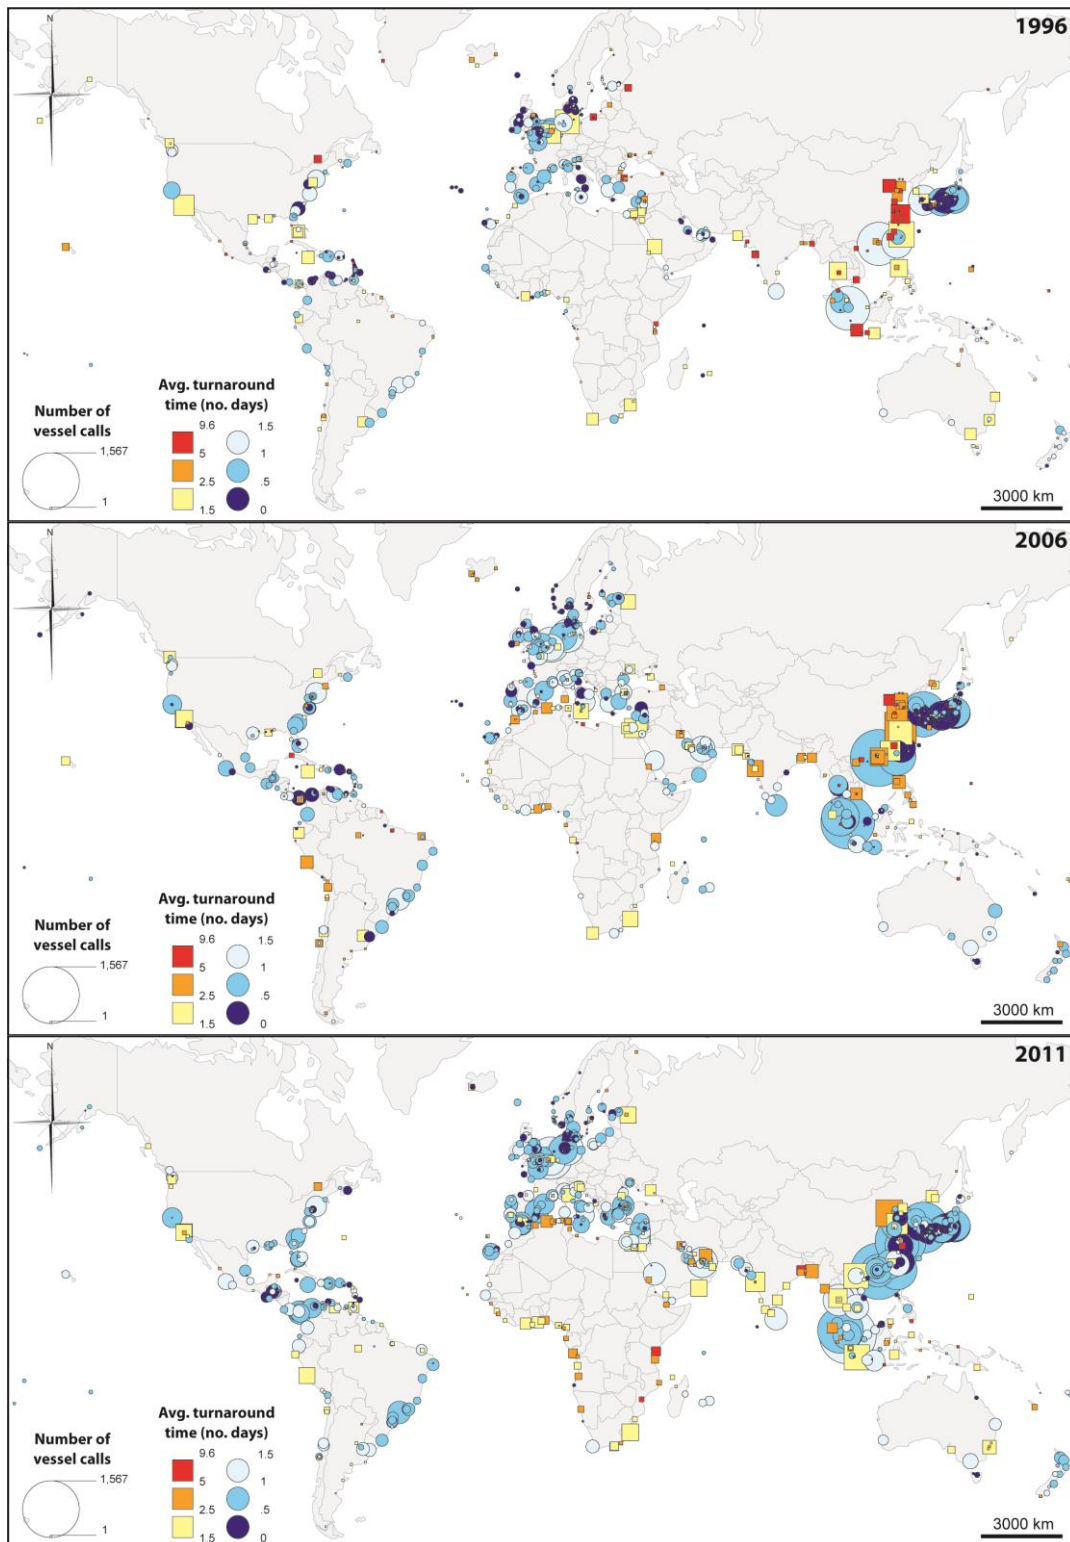 N
1996
Avg. turnaround
time (no. days)
Number of
vessel calls
1,567
1
9.6
5
2.5
1.5
1.5
1
.5
0
3000 km
N
2006
Avg. turnaround
time (no. days)
Number of
vessel calls
1,567
1
9.6
5
2.5
1.5
1.5
1
.5
0
3000 km
N
2011
Avg. turnaround
time (no. days)
Number of
vessel calls
1,567
1
9.6
5
2.5
1.5
1.5
1
.5
0
3000 km